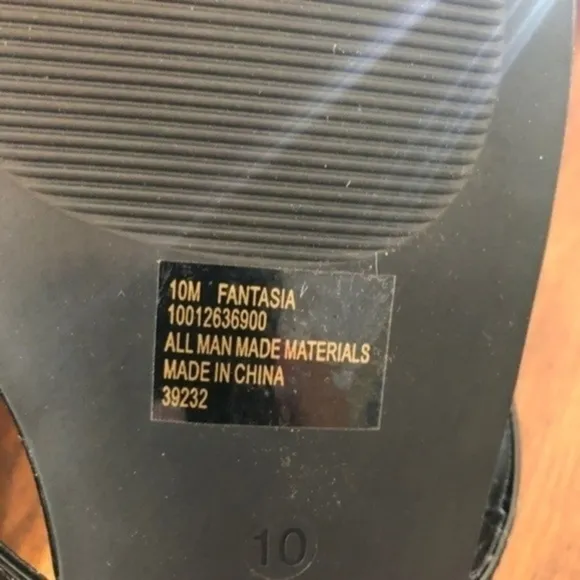 10M FANTASIA
10012636900
ALL MAN MADE MATERIALS
MADE IN CHINA
39232
10